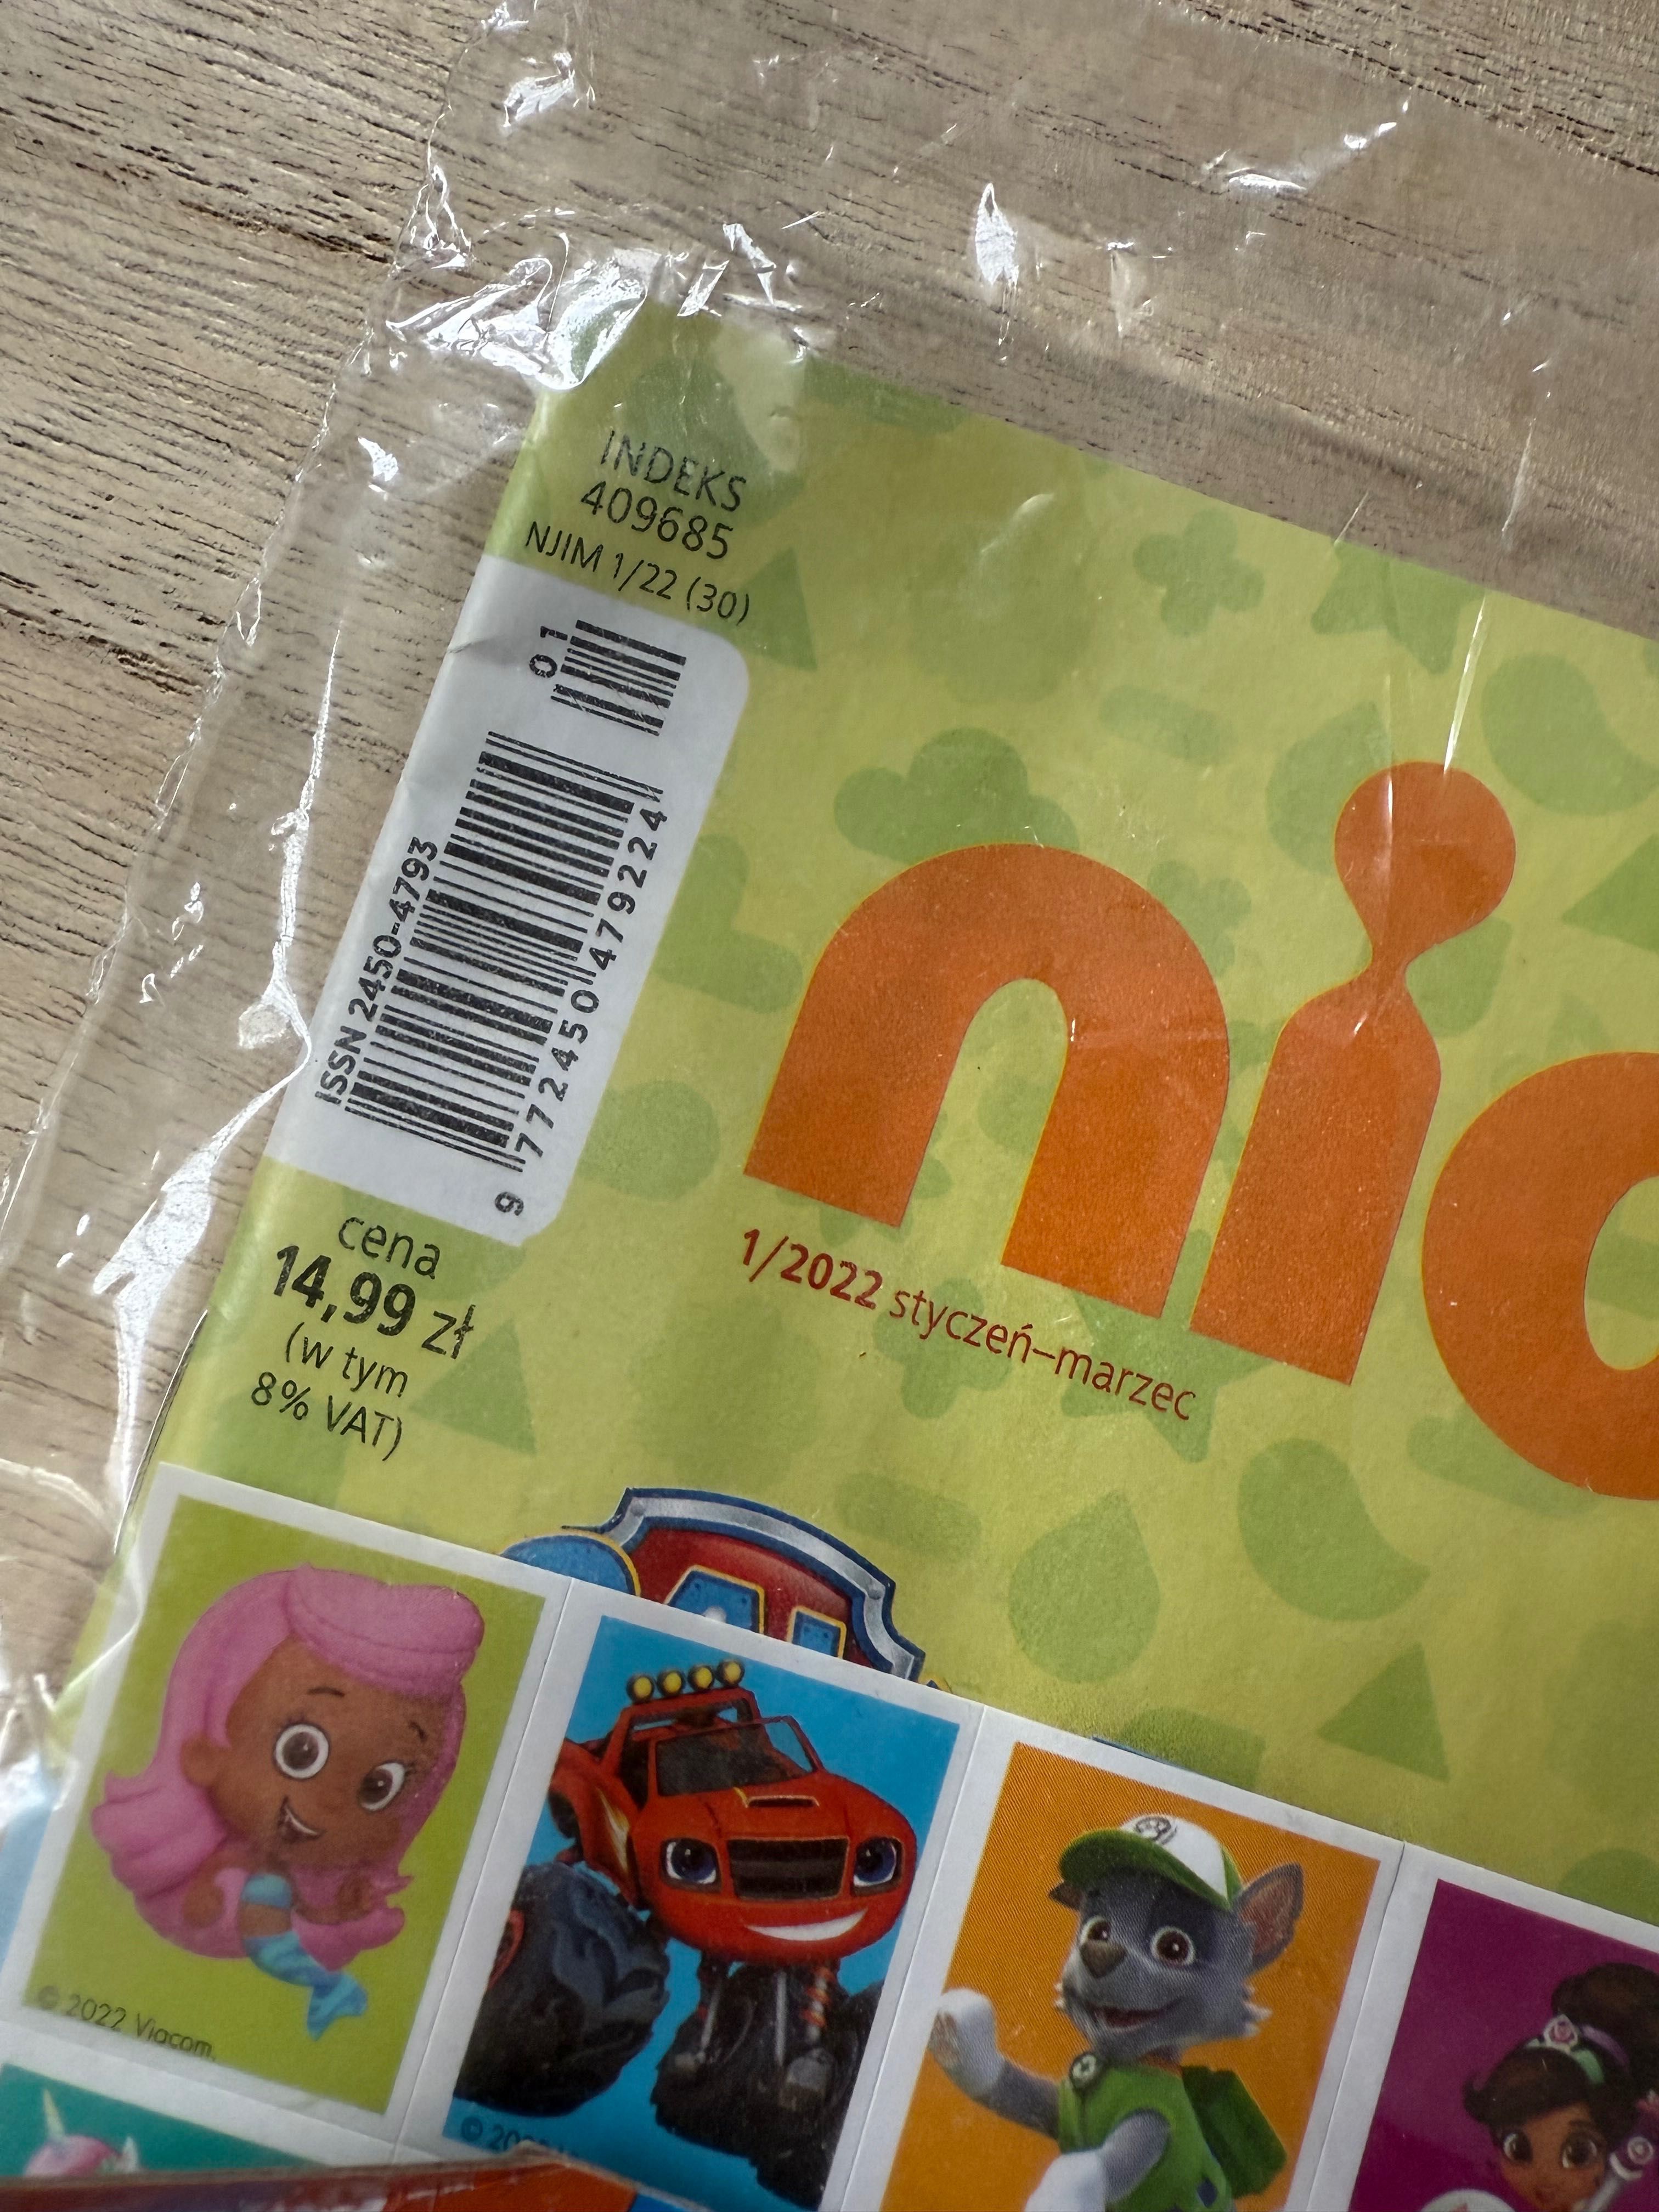 INDEKS
409685
NJIM 1/22 (30)
01
ISSN 2450-4793
9 772450 479224
cena
14,99 zł
(w tym
8% VAT)
nic
1/2022 styczeń–marzec
© 2022 Viacom.